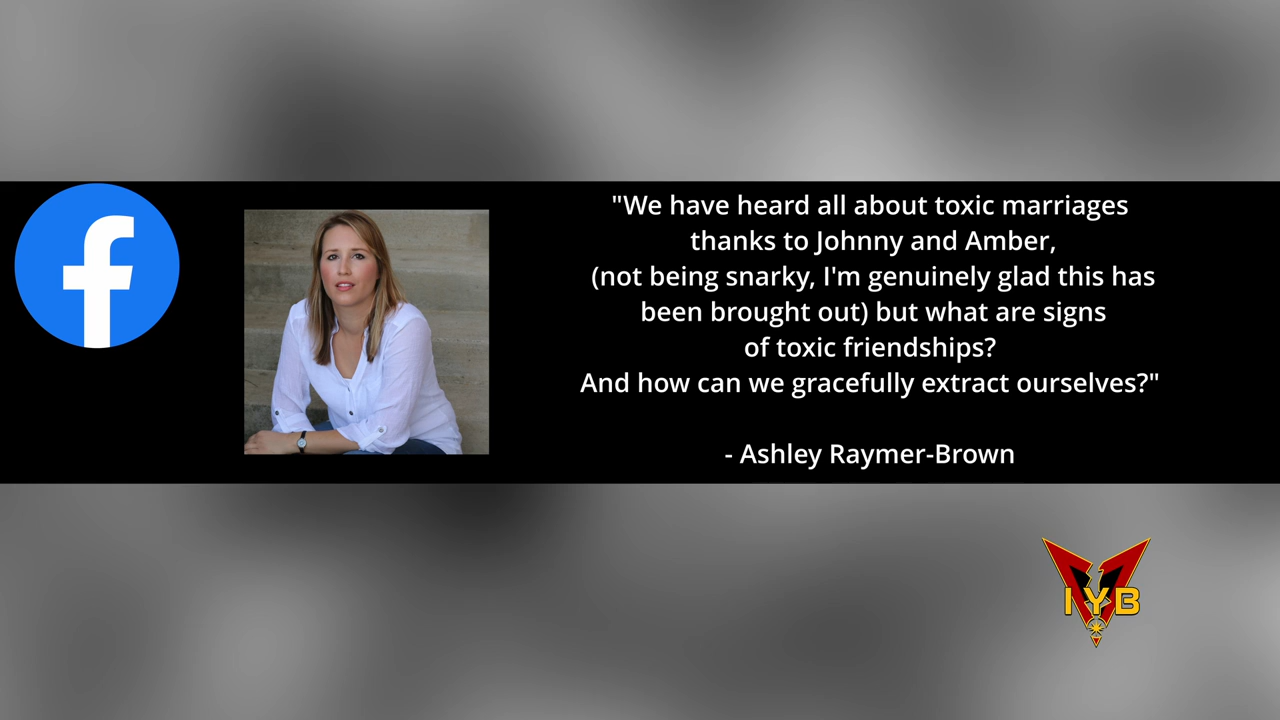 "We have heard all about toxic marriages
thanks to Johnny and Amber,
(not being snarky, I'm genuinely glad this has
been brought out) but what are signs
of toxic friendships?
And how can we gracefully extract ourselves?"
- Ashley Raymer-Brown
IYB